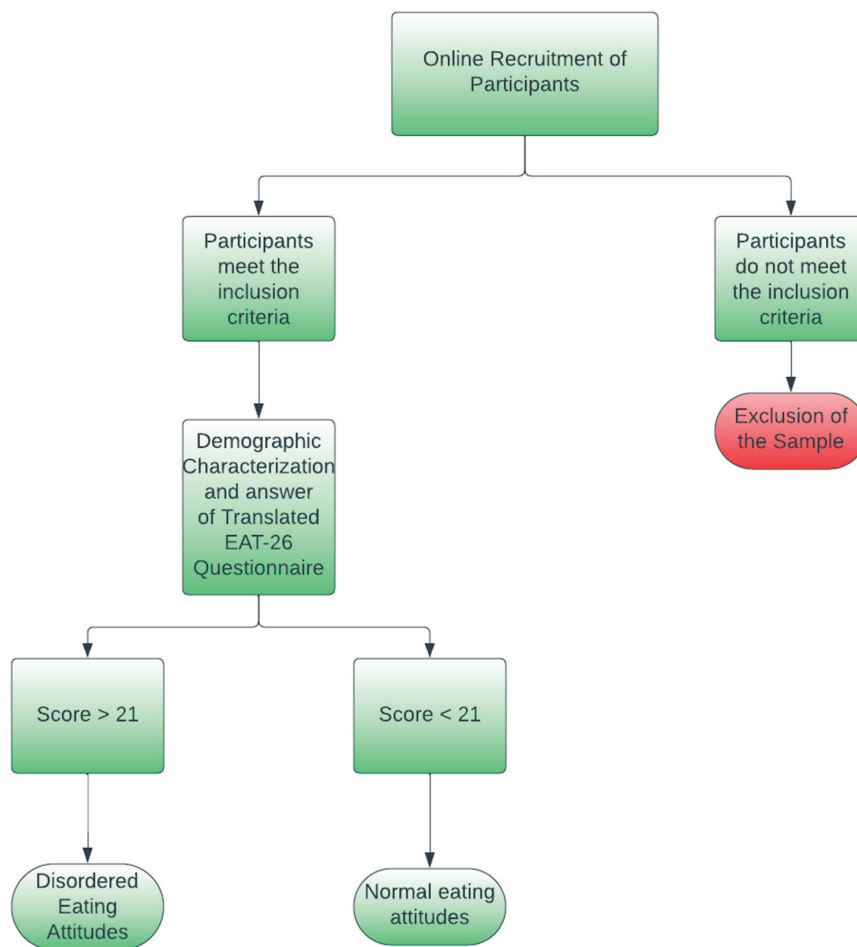 Online Recruitment of
Participants
Participants
meet the
inclusion
criteria
Participants
do not meet
the inclusion
criteria
Exclusion of
the Sample
Demographic
Characterization
and answer
of Translated
EAT-26
Questionnaire
Score > 21
Score < 21
Disordered
Eating
Attitudes
Normal eating
attitudes